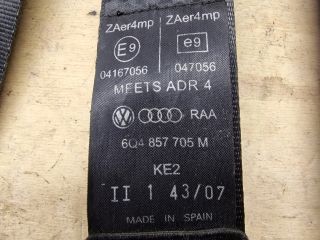 ZAer4mp ZAer4mp
E9 e9
04167056 047056
MEETS ADR 4
RAA
6Q4 857 705 M
KE2
II 1 43/07
MADE IN SPAIN